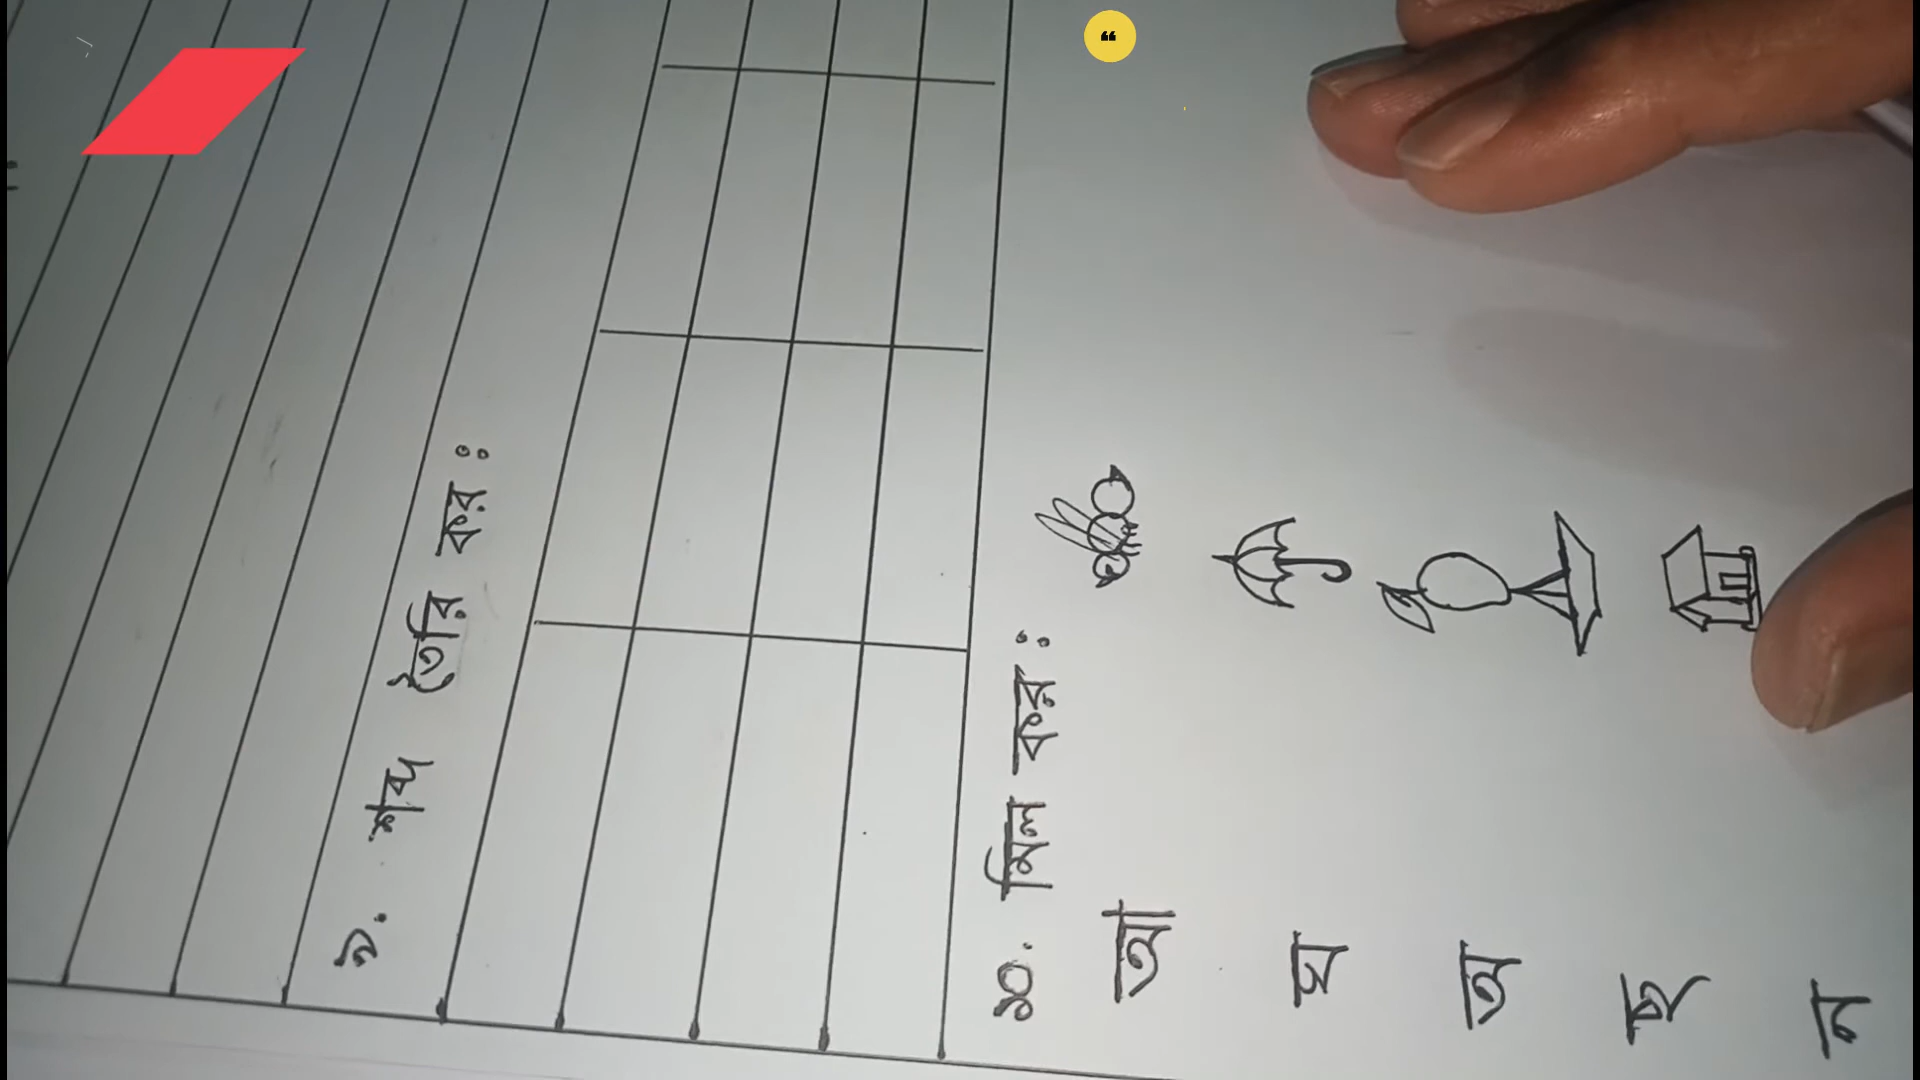 ৯. শব্দ তৈরি কর :
১০. মিল কর :
আ
ঘ
অ
ছ
ন